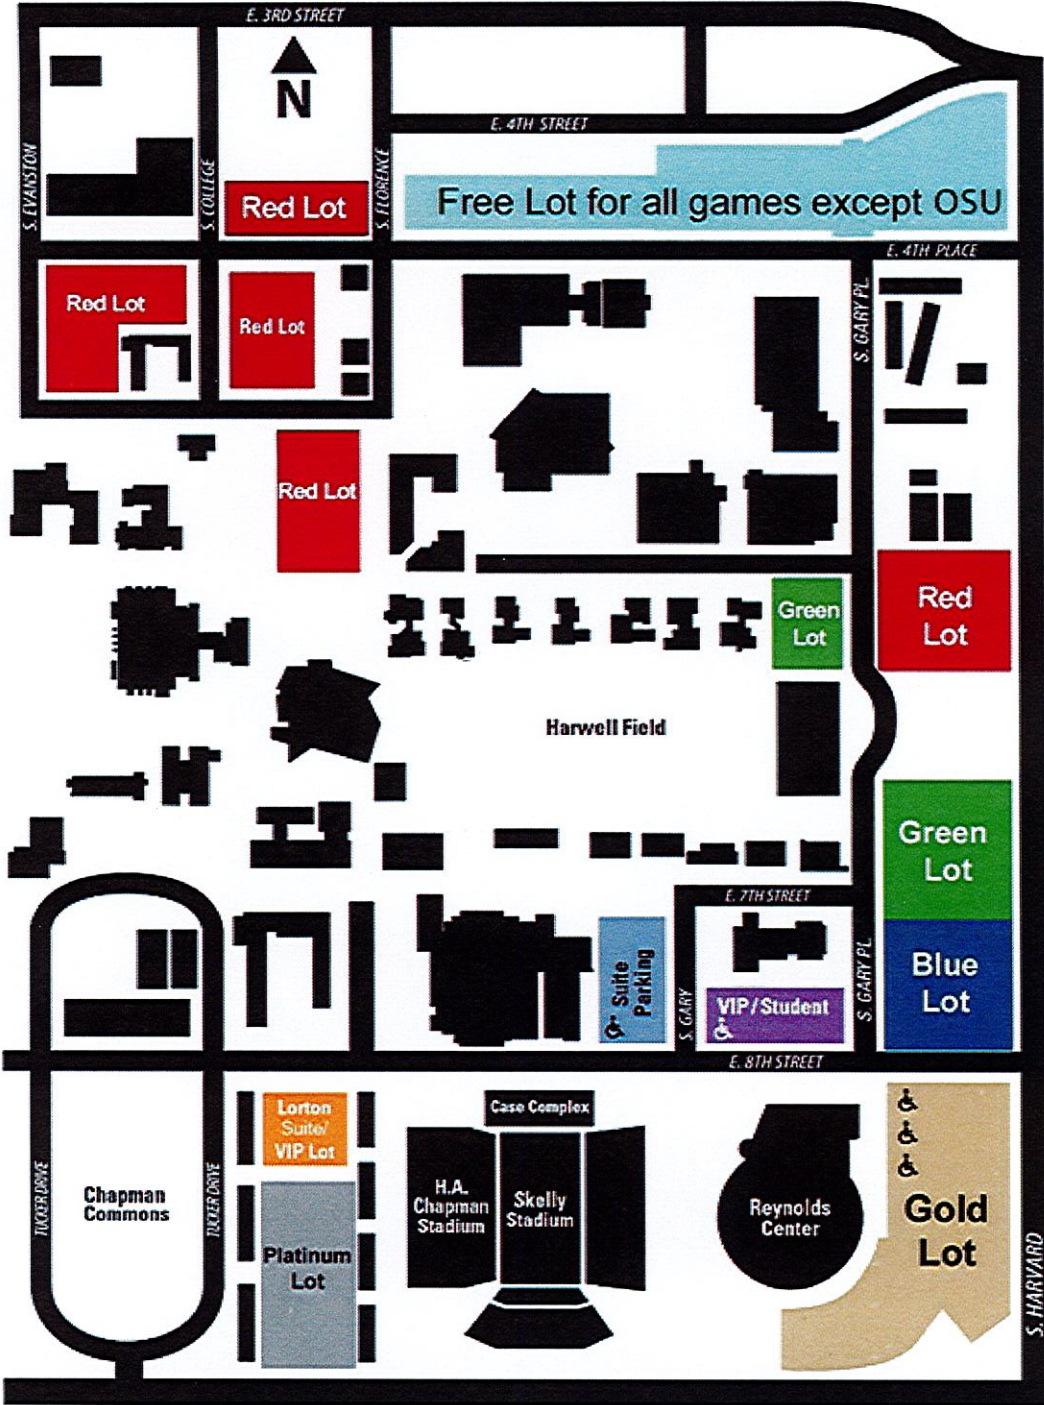 E. 3RD STREET
N
E. 4TH STREET
S. EVANSTON
S. COLLEGE
S. FLORENCE
Red Lot
Free Lot for all games except OSU
E. 4TH PLACE
Red Lot
Red Lot
S. GARY PL.
Red Lot
Green
Lot
Red
Lot
Harwell Field
Green
Lot
E. 7TH STREET
Suite
Parking
S. GARY
VIP/Student
S. GARY PL.
Blue
Lot
E. 8TH STREET
Lorton
Suite/
VIP Lot
Case Complex
TUCKER DRIVE
Chapman
Commons
TUCKER DRIVE
H.A.
Chapman
Stadium
Skelly
Stadium
Reynolds
Center
Gold
Lot
Platinum
Lot
S. HARVARD